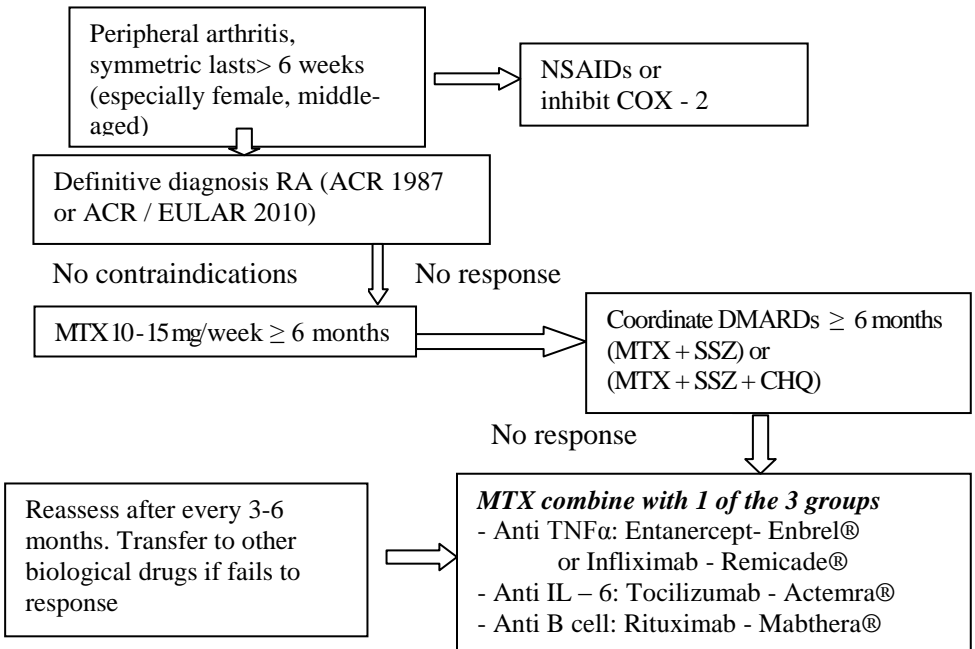 Peripheral arthritis,
symmetric lasts> 6 weeks
(especially female, middle-
aged)
NSAIDs or
inhibit COX - 2
Definitive diagnosis RA (ACR 1987
or ACR / EULAR 2010)
No contraindications
No response
MTX 10 - 15 mg/week ≥ 6 months
Coordinate DMARDs ≥ 6 months
(MTX + SSZ) or
(MTX + SSZ + CHQ)
No response
Reassess after every 3-6
months. Transfer to other
biological drugs if fails to
response
MTX combine with 1 of the 3 groups
- Anti TNFα: Entanercept- Enbrel®
or Infliximab - Remicade®
- Anti IL – 6: Tocilizumab - Actemra®
- Anti B cell: Rituximab - Mabthera®